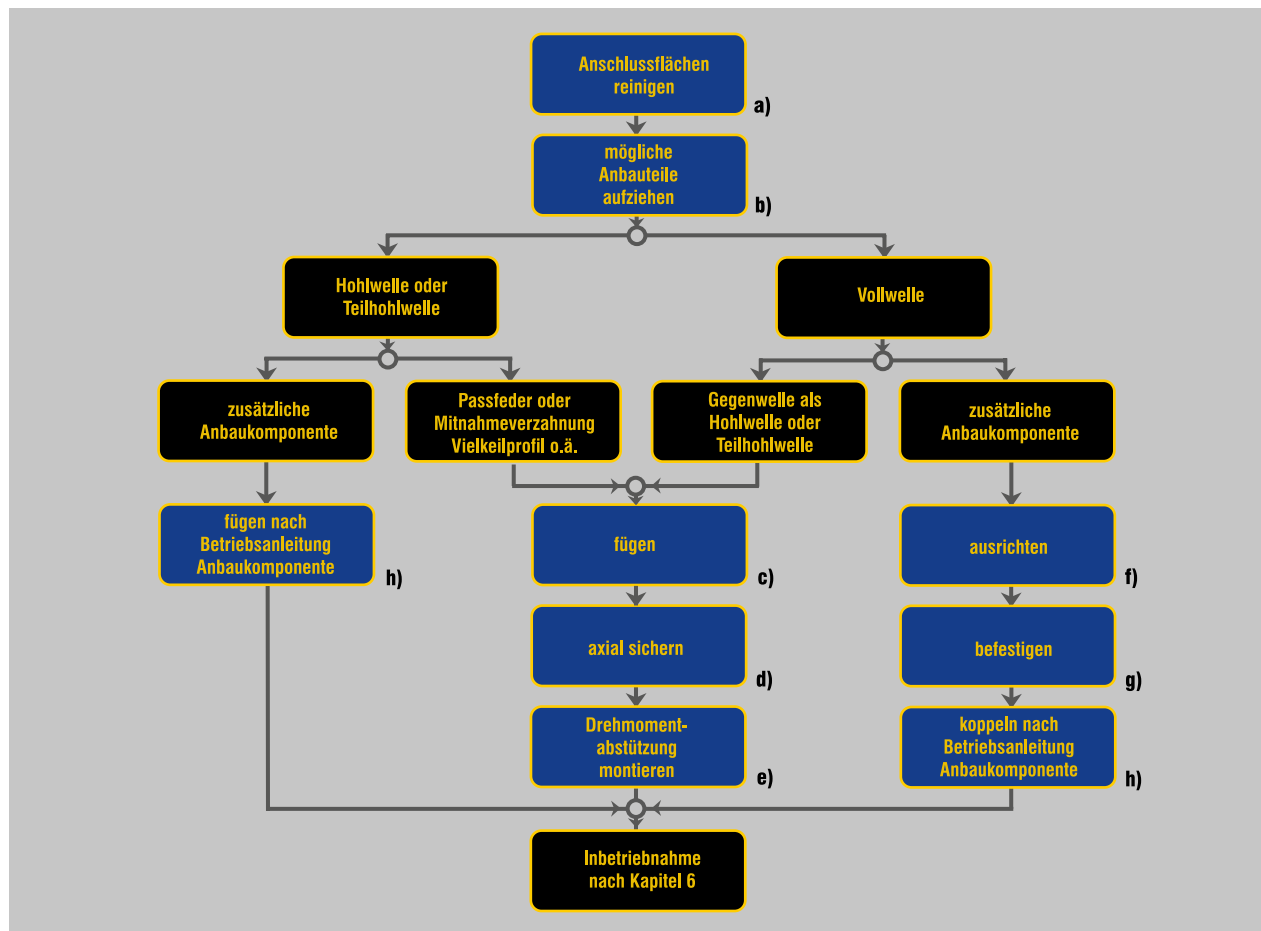 Anschlussflächen
reinigen
a)
mögliche
Anbauteile
aufziehen
b)
Hohlwelle oder
Teilhohlwelle
Vollwelle
zusätzliche
Anbaukomponente
Passfeder oder
Mitnahmeverzahnung
Vielkeilprofil o.ä.
Gegenwelle als
Hohlwelle oder
Teilhohlwelle
zusätzliche
Anbaukomponente
fügen nach
Betriebsanleitung
Anbaukomponente
h)
fügen
c)
ausrichten
f)
axial sichern
d)
befestigen
g)
Drehmoment-
abstützung
montieren
e)
koppeln nach
Betriebsanleitung
Anbaukomponente
h)
Inbetriebnahme
nach Kapitel 6